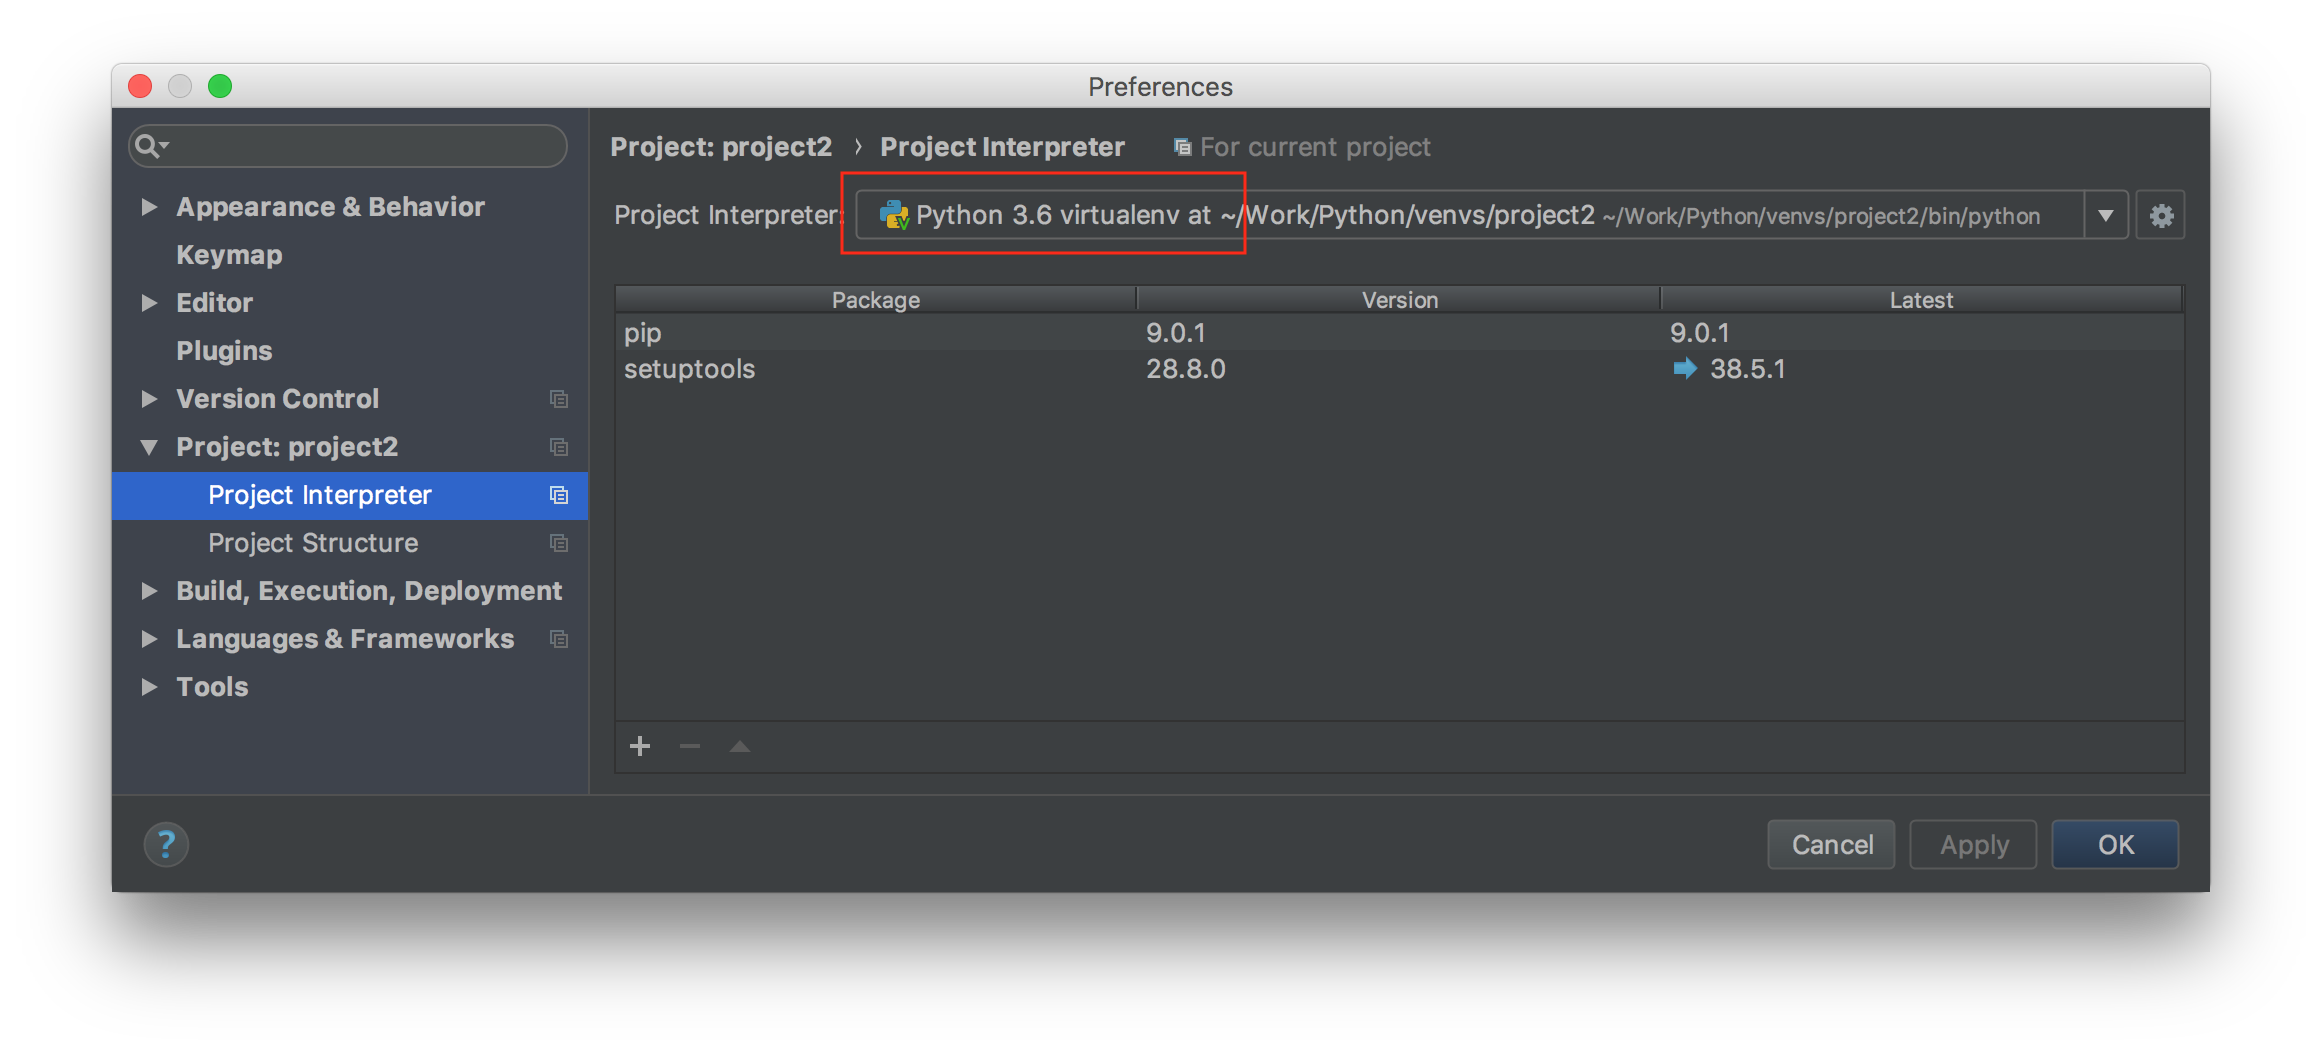 Preferences
Appearance & Behavior
Keymap
Editor
Plugins
Version Control
Project: project2
Project Interpreter
Project Structure
Build, Execution, Deployment
Languages & Frameworks
Tools
Project: project2 › Project Interpreter For current project
Project Interpreter: Python 3.6 virtualenv at ~/Work/Python/venvs/project2 ~/Work/Python/venvs/project2/bin/python
Package Version Latest
pip 9.0.1 9.0.1
setuptools 28.8.0 38.5.1
? Cancel Apply OK